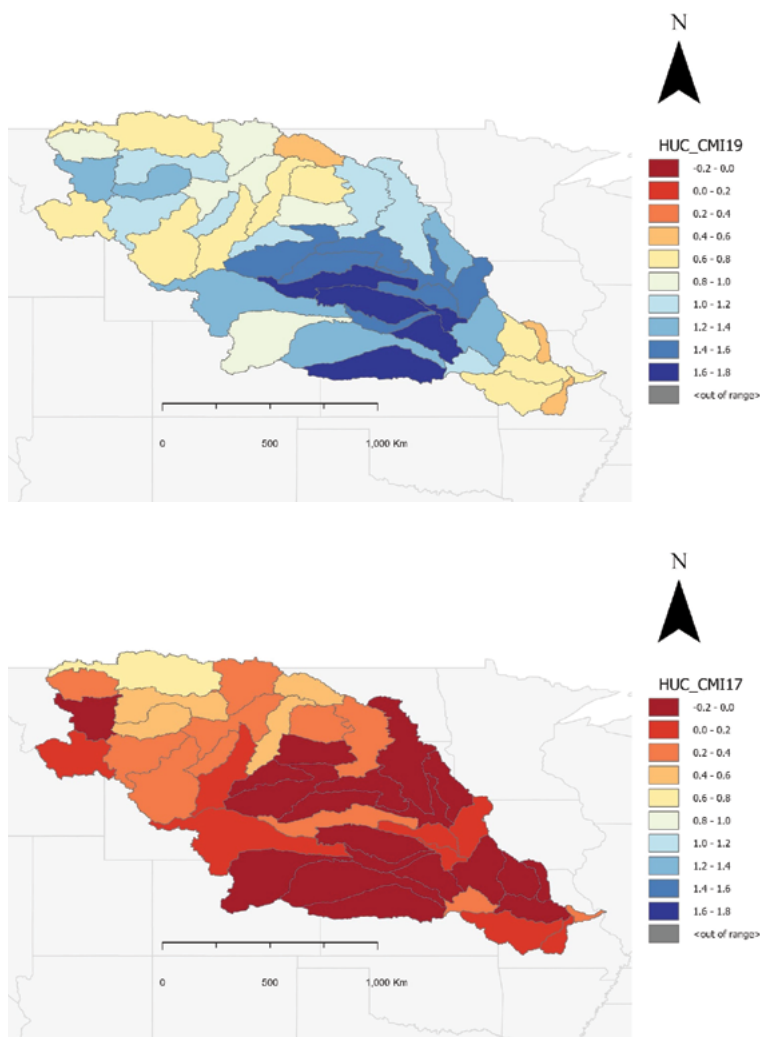 N
HUC_CMI19
-0.2 - 0.0
0.0 - 0.2
0.2 - 0.4
0.4 - 0.6
0.6 - 0.8
0.8 - 1.0
1.0 - 1.2
1.2 - 1.4
1.4 - 1.6
1.6 - 1.8
<out of range>
0 500 1,000 Km
N
HUC_CMI17
-0.2 - 0.0
0.0 - 0.2
0.2 - 0.4
0.4 - 0.6
0.6 - 0.8
0.8 - 1.0
1.0 - 1.2
1.2 - 1.4
1.4 - 1.6
1.6 - 1.8
<out of range>
0 500 1,000 Km